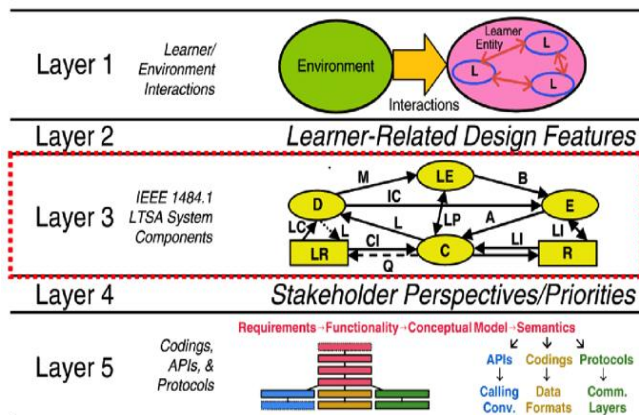 Layer 1
Learner/
Environment
Interactions
Environment
Interactions
Learner
Entity
L
L
L
Layer 2
Learner-Related Design Features
Layer 3
IEEE 1484.1
LTSA System
Components
M
LE
B
D
IC
E
LC
L
L
LP
A
LI
LR
CI
C
LI
R
Q
Layer 4
Stakeholder Perspectives/Priorities
Layer 5
Codings,
APIs, &
Protocols
Requirements→Functionality→Conceptual Model→Semantics
APIs Codings Protocols
Calling Data Comm.
Conv. Formats Layers